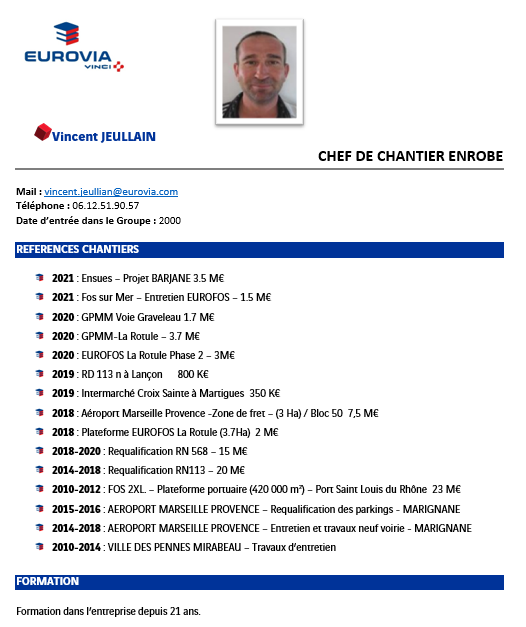 EUROVIA
VINCI
Vincent JEULLAIN
CHEF DE CHANTIER ENROBE
Mail : vincent.jeullian@eurovia.com
Téléphone : 06.12.51.90.57
Date d'entrée dans le Groupe : 2000
REFERENCES CHANTIERS
2021 : Ensues – Projet BARJANE 3.5 M€
2021 : Fos sur Mer – Entretien EUROFOS – 1.5 M€
2020 : GPMM Voie Graveleau 1.7 M€
2020 : GPMM-La Rotule – 3.7 M€
2020 : EUROFOS La Rotule Phase 2 – 3M€
2019 : RD 113 n à Lançon 800 K€
2019 : Intermarché Croix Sainte à Martigues 350 K€
2018 : Aéroport Marseille Provence -Zone de fret – (3 Ha) / Bloc 50 7,5 M€
2018 : Plateforme EUROFOS La Rotule (3.7Ha) 2 M€
2018-2020 : Requalification RN 568 – 15 M€
2014-2018 : Requalification RN113 – 20 M€
2010-2012 : FOS 2XL. – Plateforme portuaire (420 000 m²) – Port Saint Louis du Rhône 23 M€
2015-2016 : AEROPORT MARSEILLE PROVENCE – Requalification des parkings - MARIGNANE
2014-2018 : AEROPORT MARSEILLE PROVENCE – Entretien et travaux neuf voirie - MARIGNANE
2010-2014 : VILLE DES PENNES MIRABEAU – Travaux d'entretien
FORMATION
Formation dans l'entreprise depuis 21 ans.